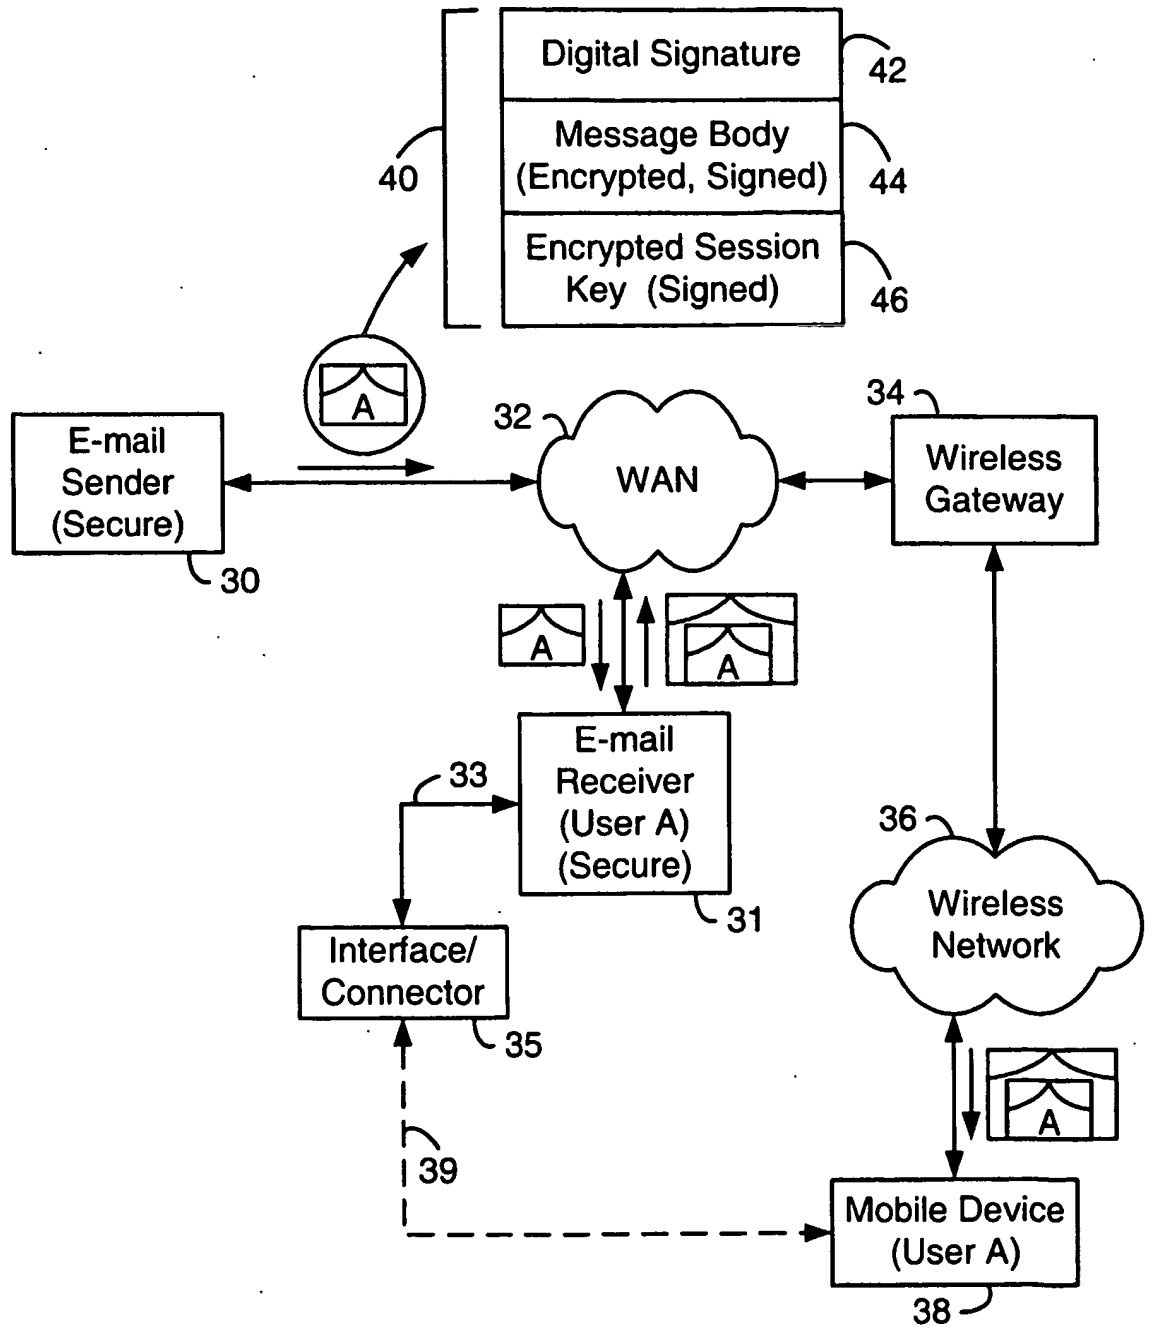 Digital Signature
42
Message Body
(Encrypted, Signed)
44
40
Encrypted Session
Key (Signed)
46
A
E-mail
Sender
(Secure)
30
32
WAN
34
Wireless
Gateway
A
A
E-mail
Receiver
(User A)
(Secure)
31
33
36
Wireless
Network
Interface/
Connector
35
A
39
Mobile Device
(User A)
38